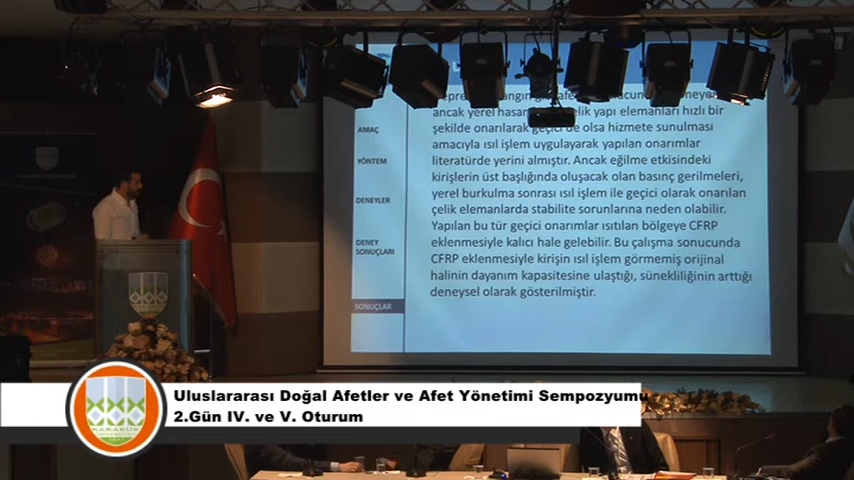 ancak yerel hasar
elik yapı elemanları hızlı bir
şekilde onarılarak geçici de olsa hizmete sunulması
amacıyla ısıl işlem uygulayarak yapılan onarımlar
literatürde yerini almıştır. Ancak eğilme etkisindeki
kirişlerin üst başlığında oluşacak olan basınç gerilmeleri,
yerel burkulma sonrası ısıl işlem ile geçici olarak onarılan
çelik elemanlarda stabilite sorunlarına neden olabilir.
Yapılan bu tür geçici onarımlar ısıtılan bölgeye CFRP
eklenmesiyle kalıcı hale gelebilir. Bu çalışma sonucunda
CFRP eklenmesiyle kirişin ısıl işlem görmemiş orijinal
halinin dayanım kapasitesine ulaştığı, sünekliliğinin arttığı
deneysel olarak gösterilmiştir.
AMAÇ
YÖNTEM
DENEYLER
DENEY
SONUÇLARI
SONUÇLAR
Uluslararası Doğal Afetler ve Afet Yönetimi Sempozyumu
2.Gün IV. ve V. Oturum
KARABÜK